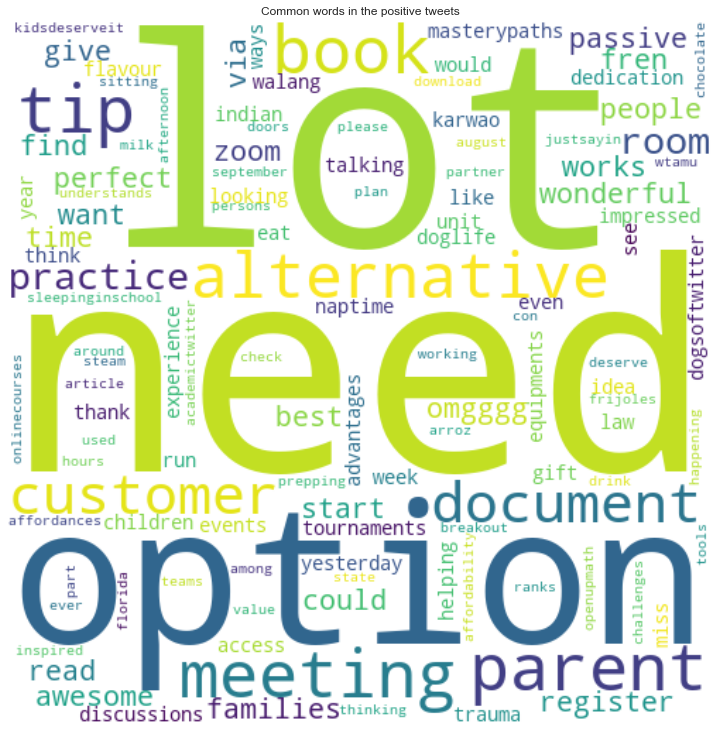 Common words in the positive tweets
kidsdeserveit
lot
give
flavour
sitting
via
ways
book
masterypaths
passive
fren
chocolate
dedication
would
download
walang
tip
milk
afternoon
indian
doors
please
karwao
people
find
zoom
talking
justsayin
room
wtamu
works
perfect
september
august
partner
understands
looking
plan
like
wonderful
year
want
persons
unit
impressed
time
eat
doglife
see
think
practice
alternative
dogsoftwitter
sleepinginschool
naptime
even
con
need
onlinecourses
around
steam
experience
academictwitter
check
working
equipments
deserve
article
idea
frijoles
thank
best
omgggg
law
used
arroz
advantages
hours
run
week
gift
drink
happening
prepping
customer
start
document
affordances
children
events
tournaments
breakout
tools
option
yesterday
helping
affordability
part
among
state
openupmath
challenges
ever
florida
teams
ranks
value
could
miss
inspired
access
read
meeting
parent
awesome
register
discussions
families
thinking
trauma